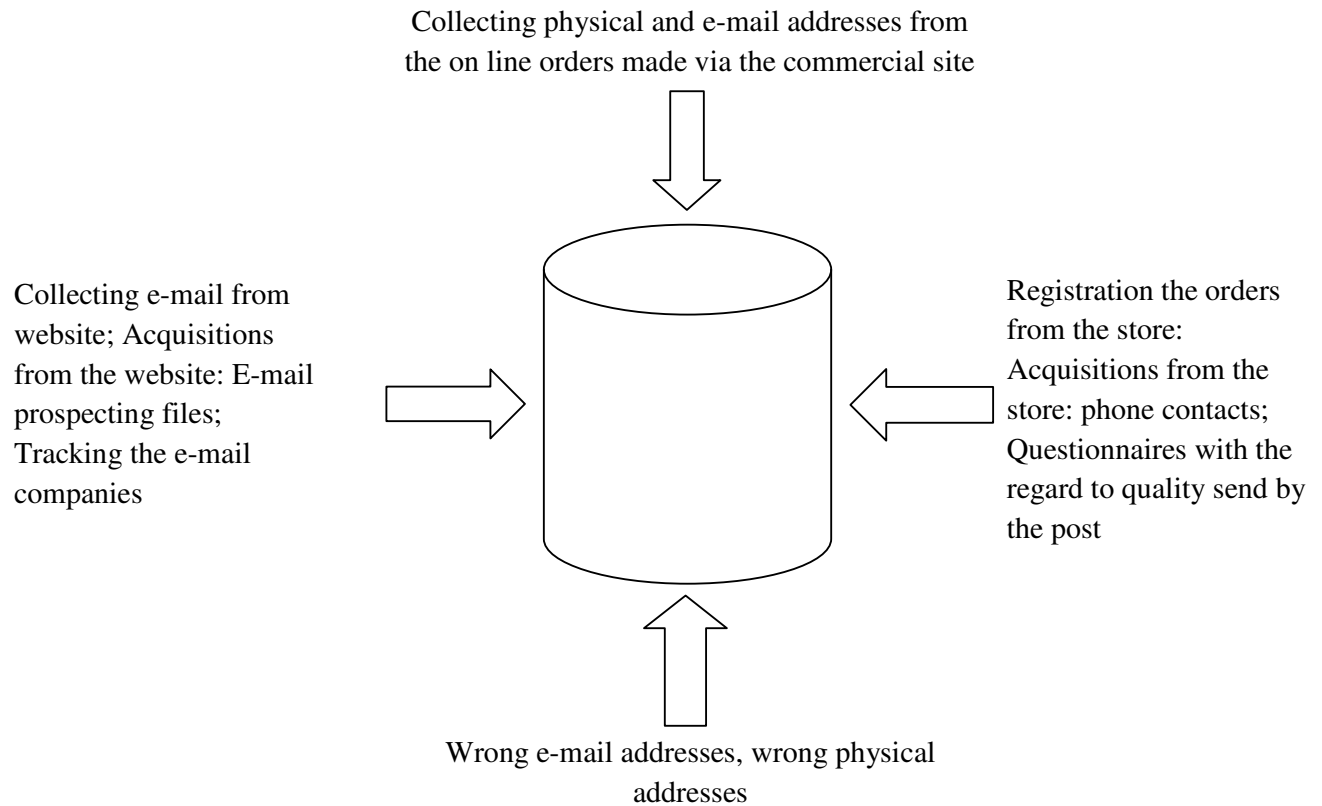 Collecting physical and e-mail addresses from
the on line orders made via the commercial site
Collecting e-mail from
website; Acquisitions
from the website: E-mail
prospecting files;
Tracking the e-mail
companies
Registration the orders
from the store:
Acquisitions from the
store: phone contacts;
Questionnaires with the
regard to quality send by
the post
Wrong e-mail addresses, wrong physical
addresses